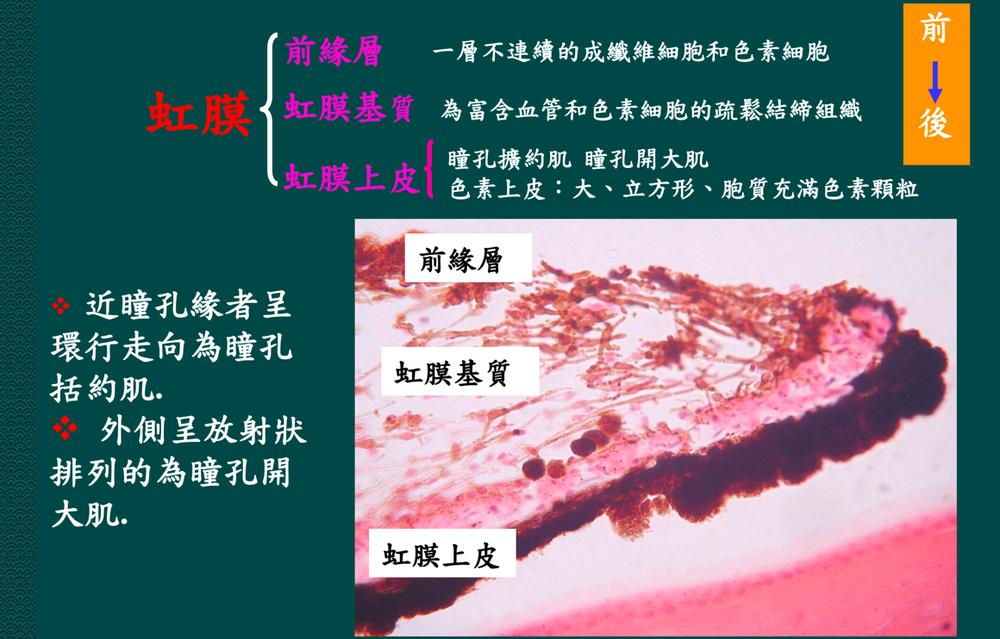 虹膜
前緣層 一層不連續的成纖維細胞和色素細胞
虹膜基質 為富含血管和色素細胞的疏鬆結締組織
虹膜上皮
瞳孔擴約肌 瞳孔開大肌
色素上皮：大、立方形、胞質充滿色素顆粒
前
後
近瞳孔緣者呈
環行走向為瞳孔
括約肌.
外側呈放射狀
排列的為瞳孔開
大肌.
前緣層
虹膜基質
虹膜上皮